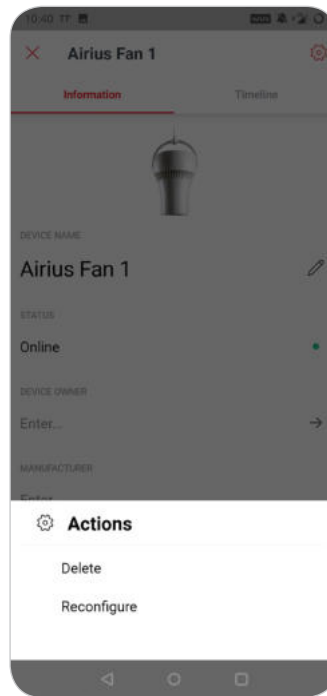 10:40
Airius Fan 1
Information Timeline
DEVICE NAME
Airius Fan 1
STATUS
Online
DEVICE OWNER
Enter...
MANUFACTURER
Enter
Actions
Delete
Reconfigure